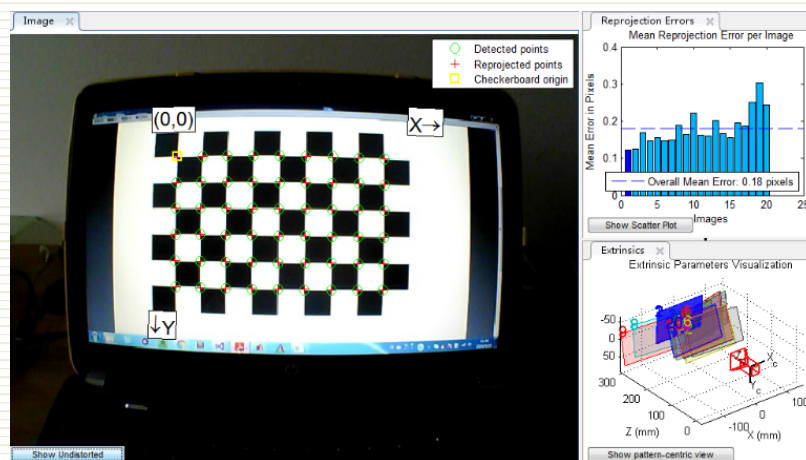 Image
Detected points
Reprojected points
Checkerboard origin
(0,0)
X→
↓Y
Show Undistorted
Reprojection Errors
Mean Reprojection Error per Image
0.4
0.3
0.2
0.1
0
Mean Error in Pixels
Overall Mean Error: 0.18 pixels
0 5 10 15 20 25
Images
Show Scatter Plot
Extrinsics
Extrinsic Parameters Visualization
-50
0
50
300
200
100
0
Z (mm)
-100
0
100
X (mm)
X c
Y c
Show pattern-centric view